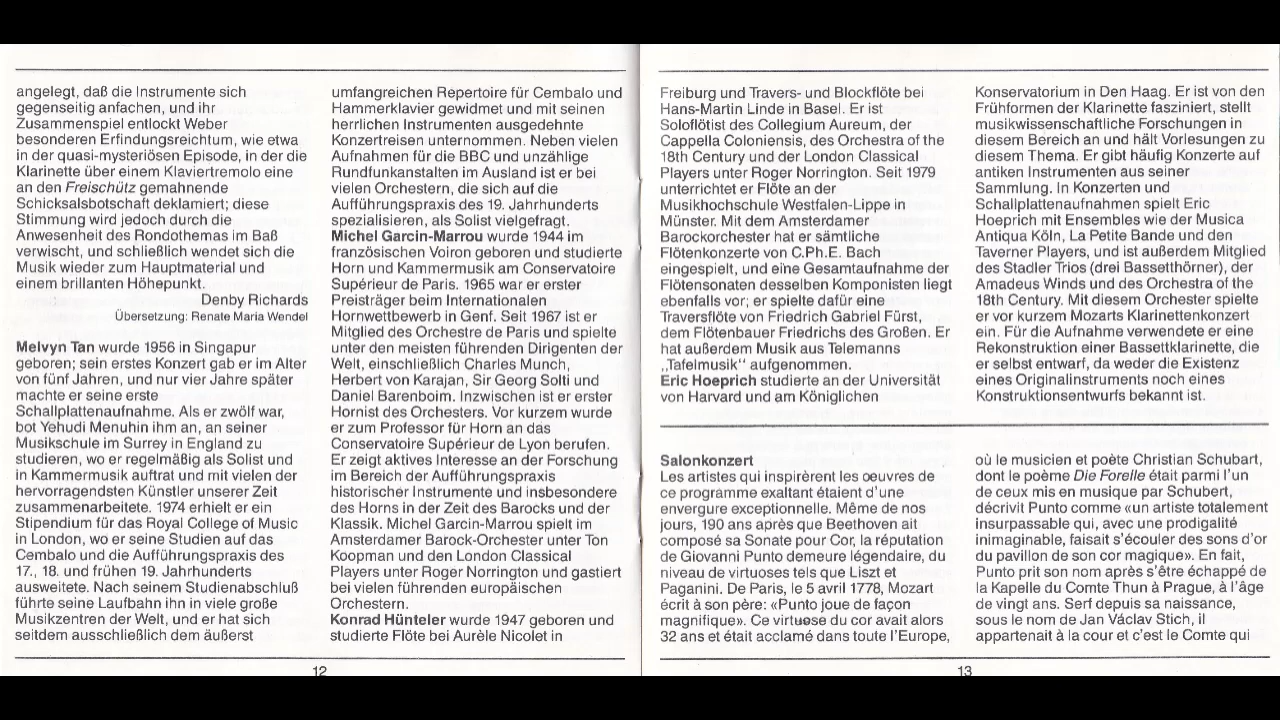 angelegt, daß die Instrumente sich
gegenseitig anfachen, und ihr
Zusammenspiel entlockt Weber
besonderen Erfindungsreichtum, wie etwa
in der quasi-mysteriösen Episode, in der die
Klarinette über einem Klaviertremolo eine
an den Freischütz gemahnende
Schicksalsbotschaft deklamiert; diese
Stimmung wird jedoch durch die
Anwesenheit des Rondothemas im Baß
verwischt, und schließlich wendet sich die
Musik wieder zum Hauptmaterial und
einem brillanten Höhepunkt.
Denby Richards
Übersetzung: Renate Maria Wendel
Melvyn Tan wurde 1956 in Singapur
geboren; sein erstes Konzert gab er im Alter
von fünf Jahren, und nur vier Jahre später
machte er seine erste
Schallplattenaufnahme. Als er zwölf war,
bot Yehudi Menuhin ihm an, an seiner
Musikschule im Surrey in England zu
studieren, wo er regelmäßig als Solist und
in Kammermusik auftrat und mit vielen der
hervorragendsten Künstler unserer Zeit
zusammenarbeitete. 1974 erhielt er ein
Stipendium für das Royal College of Music
in London, wo er seine Studien auf das
Cembalo und die Aufführungspraxis des
17., 18. und frühen 19. Jahrhunderts
ausweitete. Nach seinem Studienabschluß
führte seine Laufbahn ihn in viele große
Musikzentren der Welt, und er hat sich
seitdem ausschließlich dem äußerst
umfangreichen Repertoire für Cembalo und
Hammerklavier gewidmet und mit seinen
herrlichen Instrumenten ausgedehnte
Konzertreisen unternommen. Neben vielen
Aufnahmen für die BBC und unzählige
Rundfunkanstalten im Ausland ist er bei
vielen Orchestern, die sich auf die
Aufführungspraxis des 19. Jahrhunderts
spezialisieren, als Solist vielgefragt.
Michel Garcin-Marrou wurde 1944 im
französischen Voiron geboren und studierte
Horn und Kammermusik am Conservatoire
Supérieur de Paris. 1965 war er erster
Preisträger beim Internationalen
Hornwettbewerb in Genf. Seit 1967 ist er
Mitglied des Orchestre de Paris und spielte
unter den meisten führenden Dirigenten der
Welt, einschließlich Charles Munch,
Herbert von Karajan, Sir Georg Solti und
Daniel Barenboim. Inzwischen ist er erster
Hornist des Orchesters. Vor kurzem wurde
er zum Professor für Horn an das
Conservatoire Supérieur de Lyon berufen.
Er zeigt aktives Interesse an der Forschung
im Bereich der Aufführungspraxis
historischer Instrumente und insbesondere
des Horns in der Zeit des Barocks und der
Klassik. Michel Garcin-Marrou spielt im
Amsterdamer Barock-Orchester unter Ton
Koopman und den London Classical
Players unter Roger Norrington und gastiert
bei vielen führenden europäischen
Orchestern.
Konrad Hünteler wurde 1947 geboren und
studierte Flöte bei Aurèle Nicolet in
12
Freiburg und Travers- und Blockflöte bei
Hans-Martin Linde in Basel. Er ist
Soloflötist des Collegium Aureum, der
Cappella Coloniensis, des Orchestra of the
18th Century und der London Classical
Players unter Roger Norrington. Seit 1979
unterrichtet er Flöte an der
Musikhochschule Westfalen-Lippe in
Münster. Mit dem Amsterdamer
Barockorchester hat er sämtliche
Flötenkonzerte von C.Ph.E. Bach
eingespielt, und eine Gesamtaufnahme der
Flötensonaten desselben Komponisten liegt
ebenfalls vor; er spielte dafür eine
Traversflöte von Friedrich Gabriel Fürst,
dem Flötenbauer Friedrichs des Großen. Er
hat außerdem Musik aus Telemanns
„Tafelmusik“ aufgenommen.
Eric Hoeprich studierte an der Universität
von Harvard und am Königlichen
Konservatorium in Den Haag. Er ist von den
Frühformen der Klarinette fasziniert, stellt
musikwissenschaftliche Forschungen in
diesem Bereich an und hält Vorlesungen zu
diesem Thema. Er gibt häufig Konzerte auf
antiken Instrumenten aus seiner
Sammlung. In Konzerten und
Schallplattenaufnahmen spielt Eric
Hoeprich mit Ensembles wie der Musica
Antiqua Köln, La Petite Bande und den
Taverner Players, und ist außerdem Mitglied
des Stadler Trios (drei Bassetthörner), der
Amadeus Winds und des Orchestra of the
18th Century. Mit diesem Orchester spielte
er vor kurzem Mozarts Klarinettenkonzert
ein. Für die Aufnahme verwendete er eine
Rekonstruktion einer Bassettklarinette, die
er selbst entwarf, da weder die Existenz
eines Originalinstruments noch eines
Konstruktionsentwurfs bekannt ist.
Salonkonzert
Les artistes qui inspirèrent les oeuvres de
ce programme exaltant étaient d'une
envergure exceptionnelle. Même de nos
jours, 190 ans après que Beethoven ait
composé sa Sonate pour Cor, la réputation
de Giovanni Punto demeure légendaire, du
niveau de virtuoses tels que Liszt et
Paganini. De Paris, le 5 avril 1778, Mozart
écrit à son père: «Punto joue de façon
magnifique». Ce virtuose du cor avait alors
32 ans et était acclamé dans toute l'Europe,
où le musicien et poète Christian Schubart,
dont le poème Die Forelle était parmi l'un
de ceux mis en musique par Schubert,
décrivit Punto comme «un artiste totalement
insurpassable qui, avec une prodigalité
inimaginable, faisait s'écouler des sons d'or
du pavillon de son cor magique». En fait,
Punto prit son nom après s'être échappé de
la Kapelle du Comte Thun à Prague, à l'âge
de vingt ans. Serf depuis sa naissance,
sous le nom de Jan Václav Stich, il
appartenait à la cour et c'est le Comte qui
13